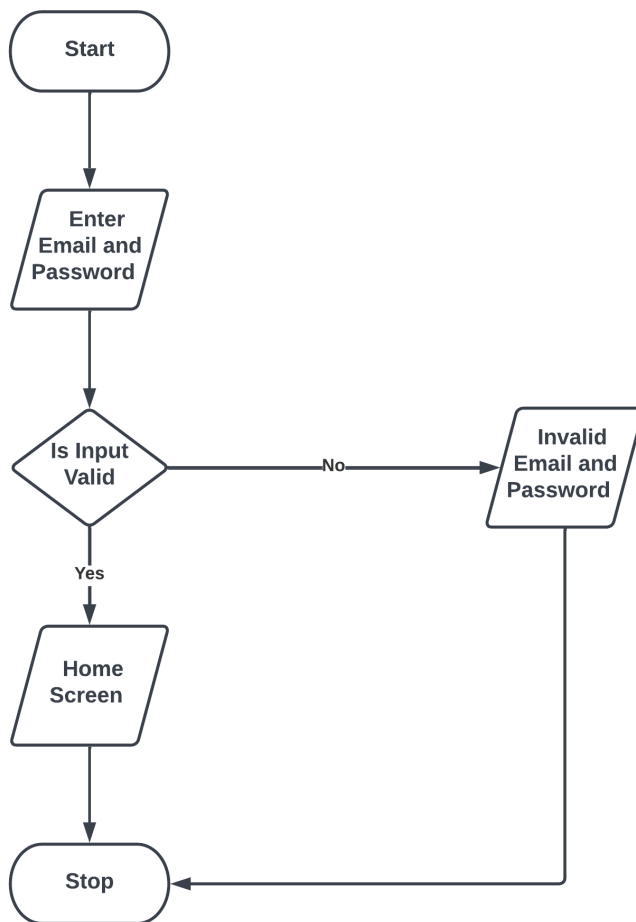 Start
Enter
Email and
Password
Is Input
Valid
No
Invalid
Email and
Password
Yes
Home
Screen
Stop